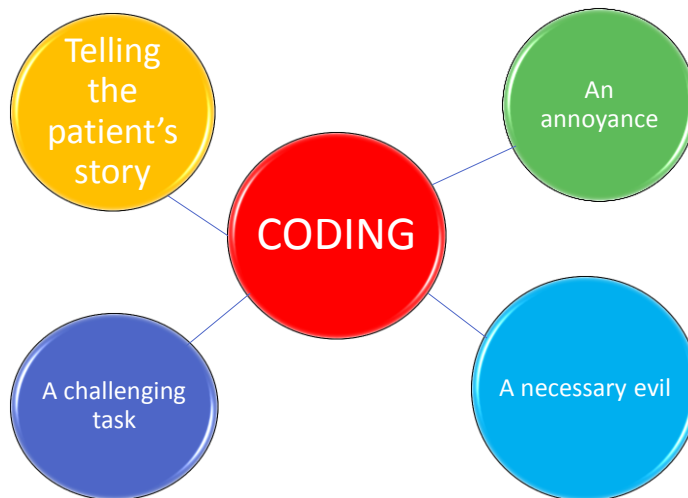 Telling
the
patient’s
story
An
annoyance
CODING
A challenging
task
A necessary evil